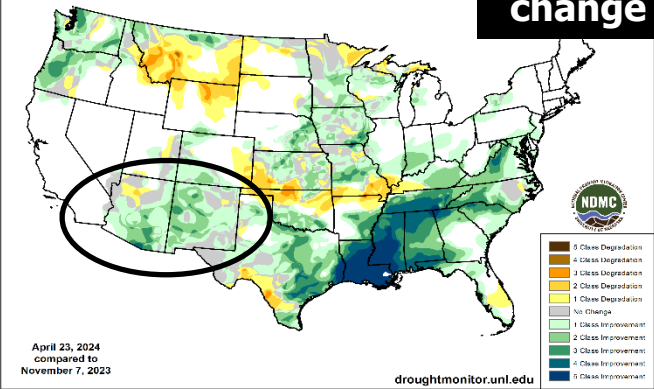 change
NDMC
5 Class Degradation
4 Class Degradation
3 Class Degradation
2 Class Degradation
1 Class Degradation
No Change
1 Class Improvement
2 Class Improvement
3 Class Improvement
4 Class Improvement
5 Class Improvement
April 23, 2024
compared to
November 7, 2023
droughtmonitor.unl.edu